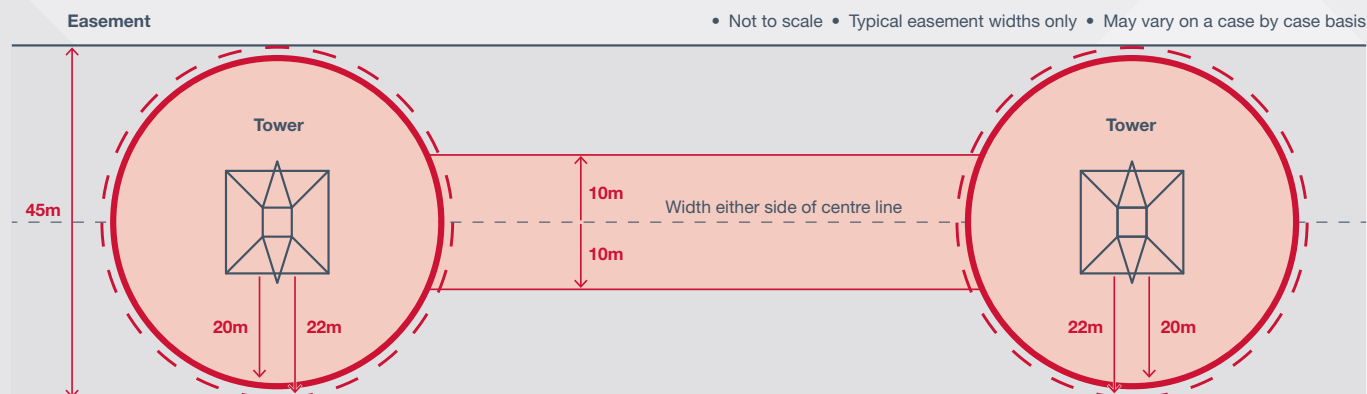 Easement
• Not to scale • Typical easement widths only • May vary on a case by case basis
Tower
Tower
10m
45m
Width either side of centre line
10m
20m
22m
22m
20m